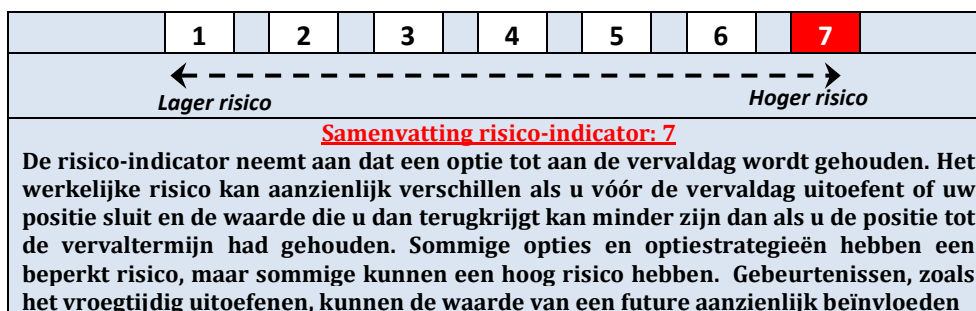 1 2 3 4 5 6 7
Lager risico Hoger risico
Samenvatting risico-indicator: 7
De risico-indicator neemt aan dat een optie tot aan de vervaldag wordt gehouden. Het
werkelijke risico kan aanzienlijk verschillen als u vóór de vervaldag uitoefent of uw
positie sluit en de waarde die u dan terugkrijgt kan minder zijn dan als u de positie tot
de vervaltermijn had gehouden. Sommige opties en optiestrategieën hebben een
beperkt risico, maar sommige kunnen een hoog risico hebben. Gebeurtenissen, zoals
het vroegtijdig uitoefenen, kunnen de waarde van een future aanzienlijk beïnvloeden